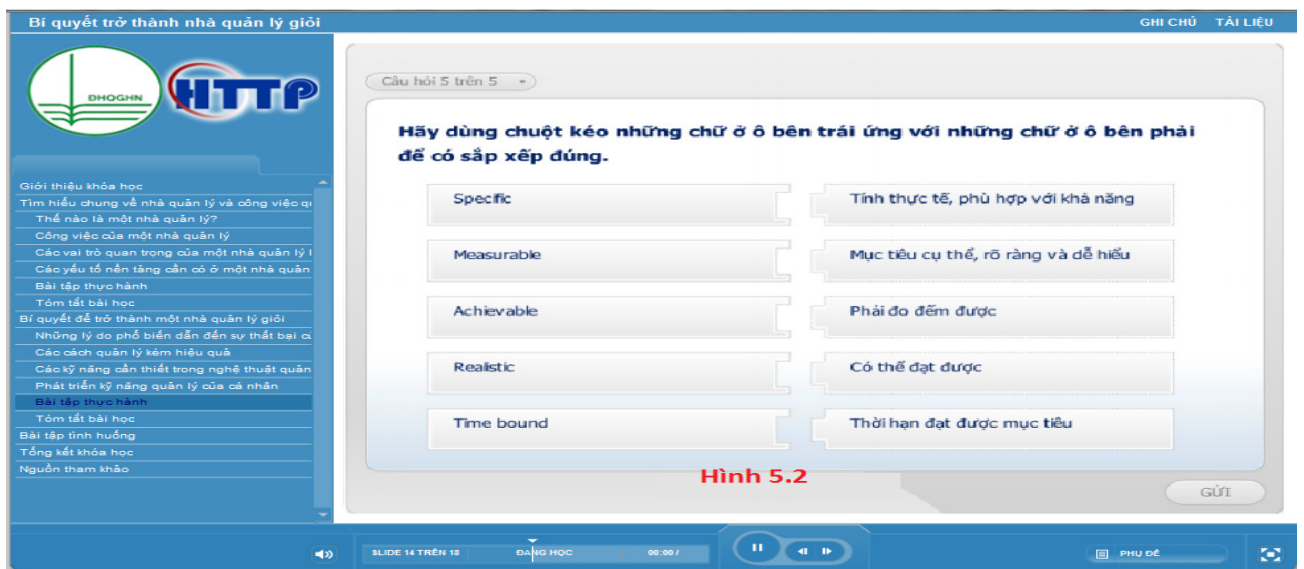 Bí quyết trở thành nhà quản lý giỏi
GHI CHÚ TÀI LIỆU
DHOGHN
HTTP
Giới thiệu khóa học
Tìm hiểu chung về nhà quản lý và công việc qu
Thế nào là một nhà quản lý?
Công việc của một nhà quản lý
Các vai trò quan trọng của một nhà quản lý l
Các yếu tố nền tảng cần có ở một nhà quản
Bài tập thực hành
Tóm tắt bài học
Bí quyết để trở thành một nhà quản lý giỏi
Những lý do phổ biến dẫn đến sự thất bại củ
Các cách quản lý kém hiệu quả
Các kỹ năng cần thiết trong nghệ thuật quản
Phát triển kỹ năng quản lý của cá nhân
Bài tập thực hành
Tóm tắt bài học
Bài tập tình huống
Tổng kết khóa học
Nguồn tham khảo
Câu hỏi 5 trên 5
Hãy dùng chuột kéo những chữ ở ô bên trái ứng với những chữ ở ô bên phải
để có sắp xếp đúng.
Specific
Tính thực tế, phù hợp với khả năng
Measurable
Mục tiêu cụ thể, rõ ràng và dễ hiểu
Achievable
Phải đo đếm được
Realistic
Có thể đạt được
Time bound
Thời hạn đạt được mục tiêu
Hình 5.2
GỬI
SLIDE 14 TRÊN 18 ĐANG HỌC 00:00 /
PHỤ ĐỀ